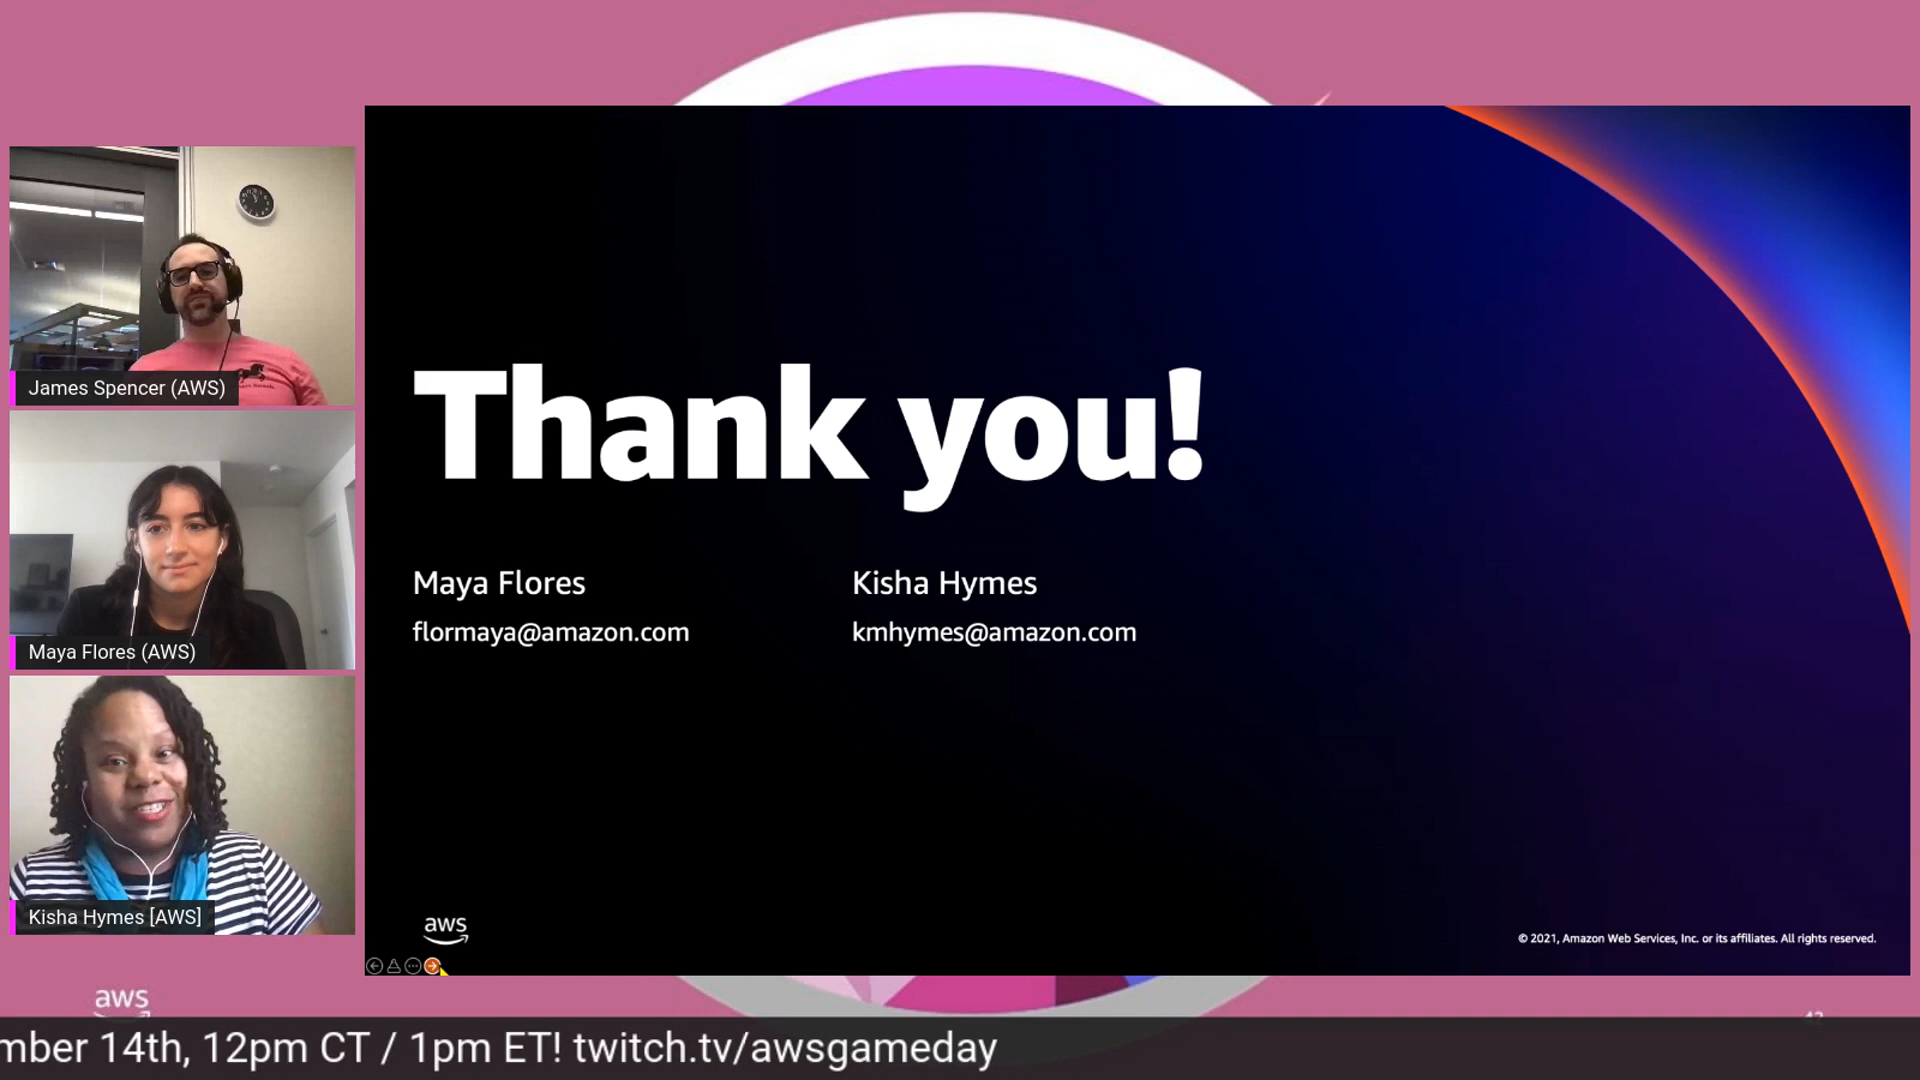 James Spencer (AWS)
Maya Flores (AWS)
Kisha Hymes [AWS]
Thank you!
Maya Flores
flormaya@amazon.com
Kisha Hymes
kmhymes@amazon.com
aws
© 2021, Amazon Web Services, Inc. or its affiliates. All rights reserved.
aws
mber 14th, 12pm CT / 1pm ET! twitch.tv/awsgameday